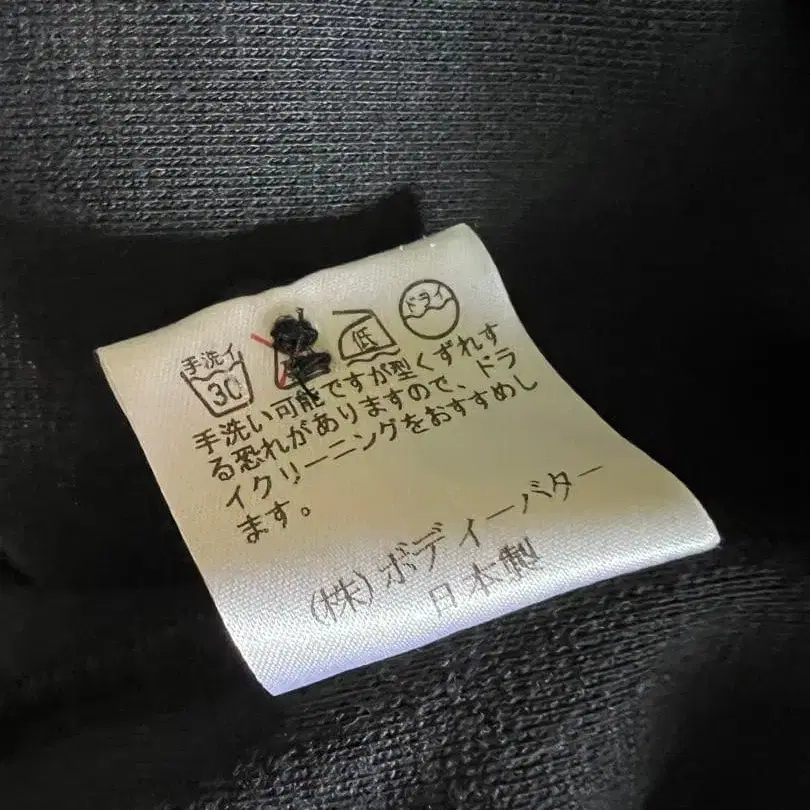 手洗イ 30 低 ドライ
手洗い可能ですが型くずれす
る恐れがありますので、ドラ
イクリーニングをおすすめし
ます。
(株)ボディーバター
日本製